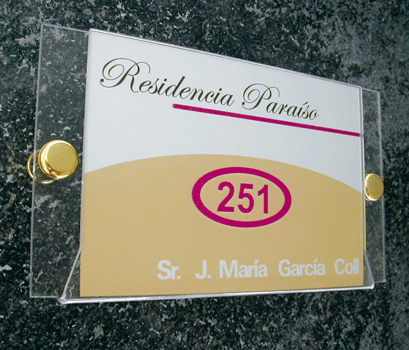 Residencia Paraíso
251
Sr. J. María García Coll